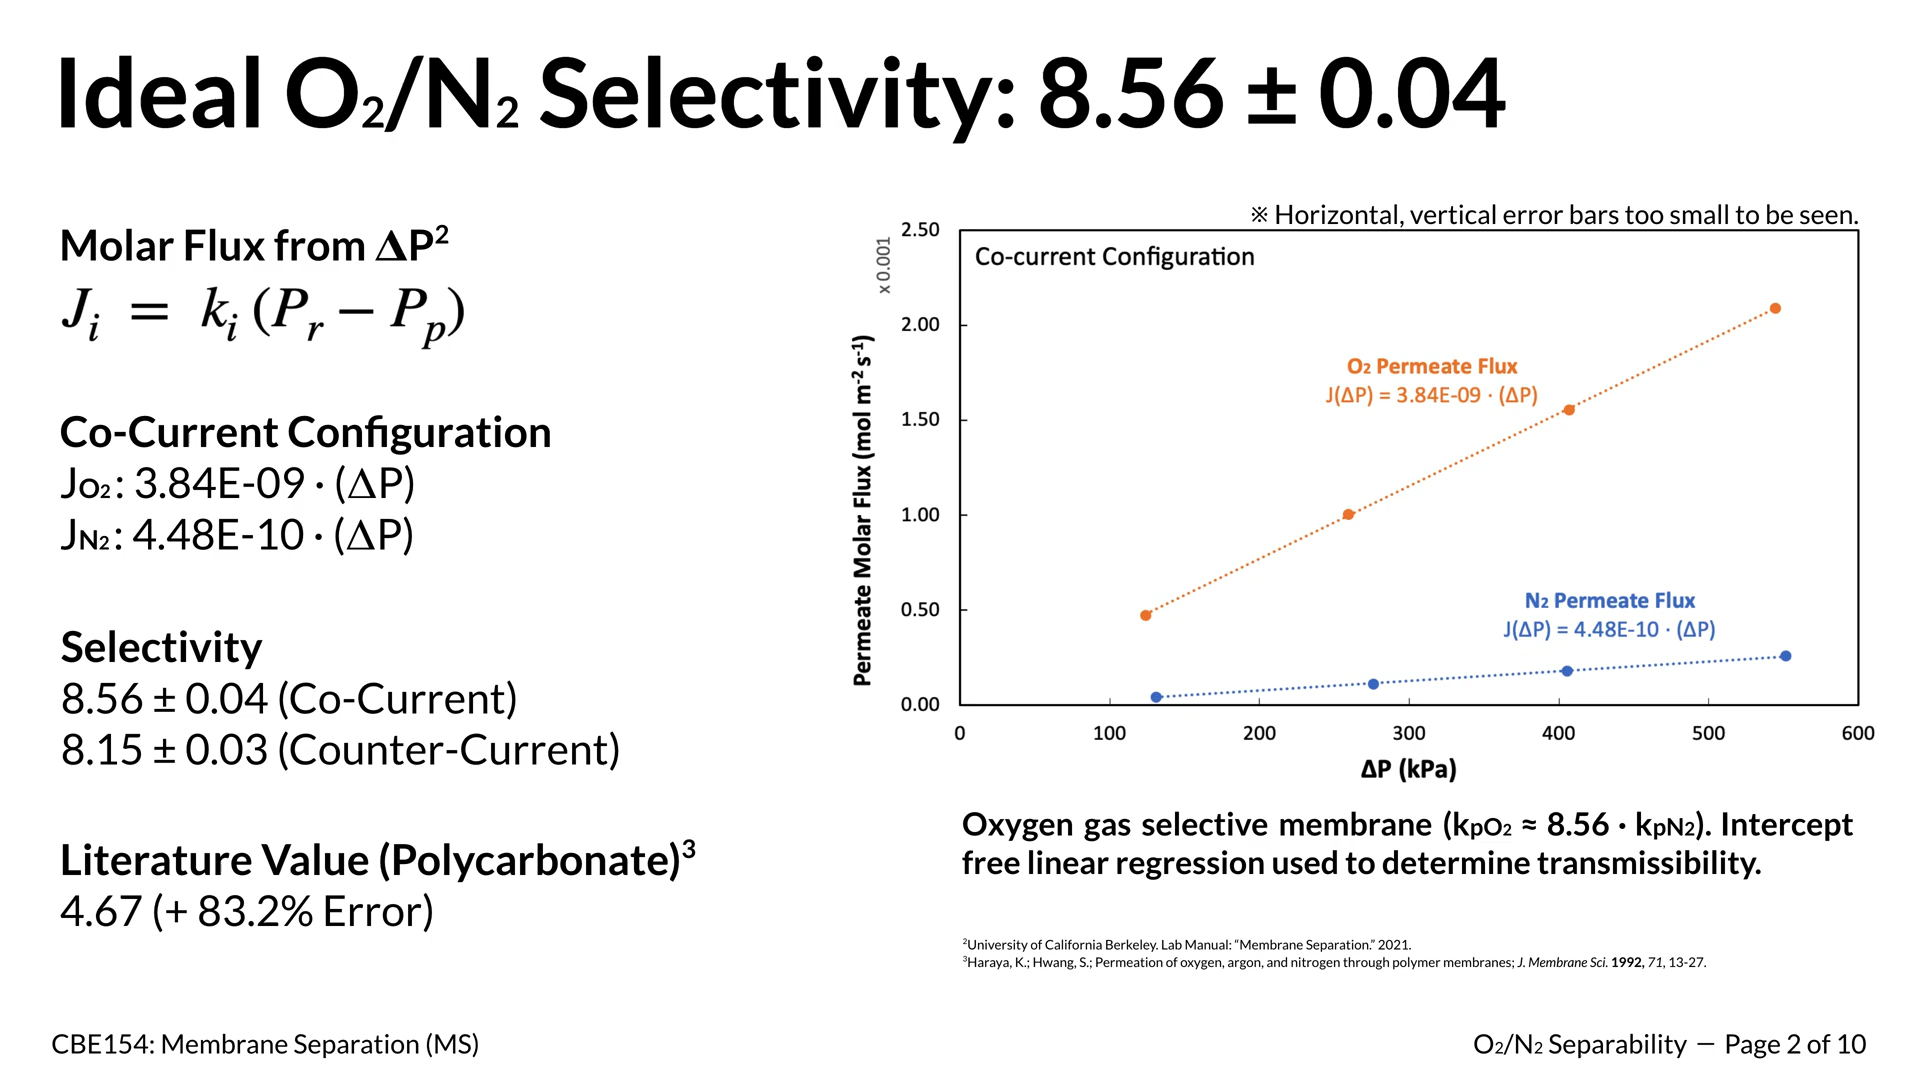 Ideal O₂/N₂ Selectivity: 8.56 ± 0.04
Molar Flux from ΔP²
Jᵢ = kᵢ (Pᵣ − Pₚ)
Co-Current Configuration
Jo₂: 3.84E-09 · (ΔP)
JN₂: 4.48E-10 · (ΔP)
Selectivity
8.56 ± 0.04 (Co-Current)
8.15 ± 0.03 (Counter-Current)
Literature Value (Polycarbonate)³
4.67 (+ 83.2% Error)
※ Horizontal, vertical error bars too small to be seen.
Co-current Configuration
x 0.001
Permeate Molar Flux (mol m⁻² s⁻¹)
2.50
2.00
1.50
1.00
0.50
0.00
O₂ Permeate Flux
J(ΔP) = 3.84E-09 · (ΔP)
N₂ Permeate Flux
J(ΔP) = 4.48E-10 · (ΔP)
0 100 200 300 400 500 600
ΔP (kPa)
Oxygen gas selective membrane (kpO₂ ≈ 8.56 · kpN₂). Intercept
free linear regression used to determine transmissibility.
²University of California Berkeley. Lab Manual: “Membrane Separation.” 2021.
³Haraya, K.; Hwang, S.; Permeation of oxygen, argon, and nitrogen through polymer membranes; J. Membrane Sci. 1992, 71, 13-27.
CBE154: Membrane Separation (MS)
O₂/N₂ Separability — Page 2 of 10